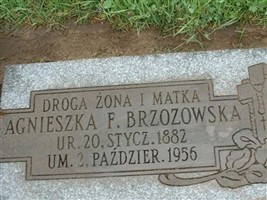 DROGA ŻONA I MATKA
AGNIESZKA F. BRZOZOWSKA
UR. 20. STYCZ. 1882
UM. 2. PAŹDZIER. 1956